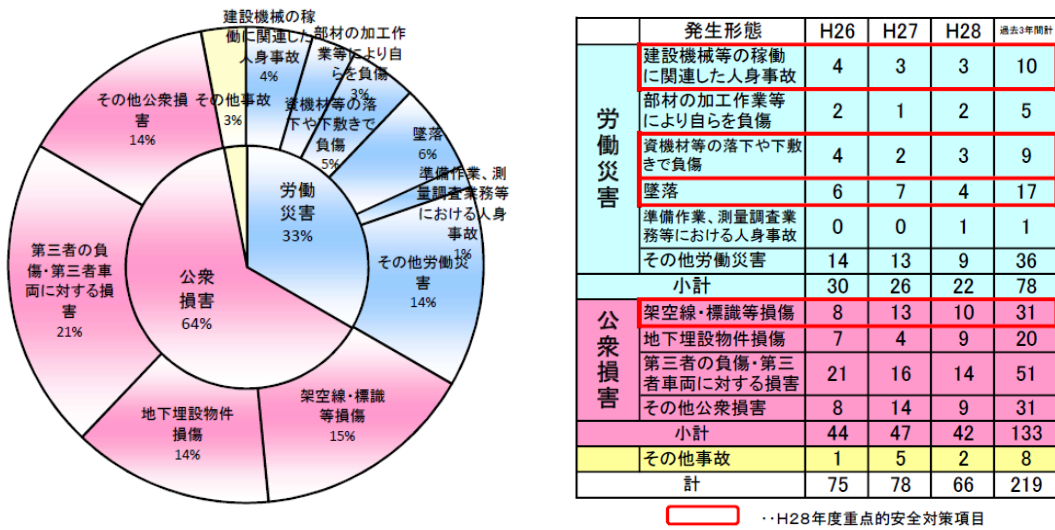 建設機械の稼
働に関連した
人身事故
4%
部材の加工作
業等により自
らを負傷
3%
資機材等の落
下や下敷きで
負傷
5%
墜落
6%
準備作業、測
量調査業務等
における人身
事故
1%
その他労働災
害
14%
架空線・標識
等損傷
15%
地下埋設物件
損傷
14%
第三者の負
傷・第三者車
両に対する損
害
21%
その他公衆損
害
14%
その他事故
3%
労働
災害
33%
公衆
損害
64%
発生形態 H26 H27 H28 過去3年間計
労働災害
建設機械等の稼働
に関連した人身事故 4 3 3 10
部材の加工作業等
により自らを負傷 2 1 2 5
資機材等の落下や下敷
きで負傷 4 2 3 9
墜落 6 7 4 17
準備作業、測量調査業
務等における人身事故 0 0 1 1
その他労働災害 14 13 9 36
小計 30 26 22 78
公衆損害
架空線・標識等損傷 8 13 10 31
地下埋設物件損傷 7 4 9 20
第三者の負傷・第三
者車両に対する損害 21 16 14 51
その他公衆損害 8 14 9 31
小計 44 47 42 133
その他事故 1 5 2 8
計 75 78 66 219
‥H28年度重点的安全対策項目